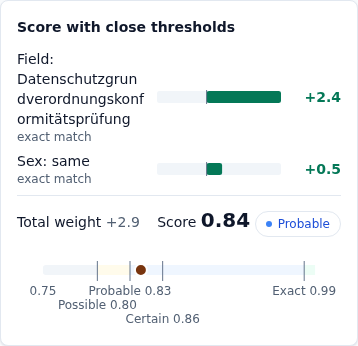 Score with close thresholds
Field:
Datenschutzgrun
dverordnungskonf
ormitätsprüfung
+2.4
exact match
Sex: same
+0.5
exact match
Total weight +2.9 Score 0.84 Probable
0.75 Probable 0.83 Exact 0.99
Possible 0.80
Certain 0.86